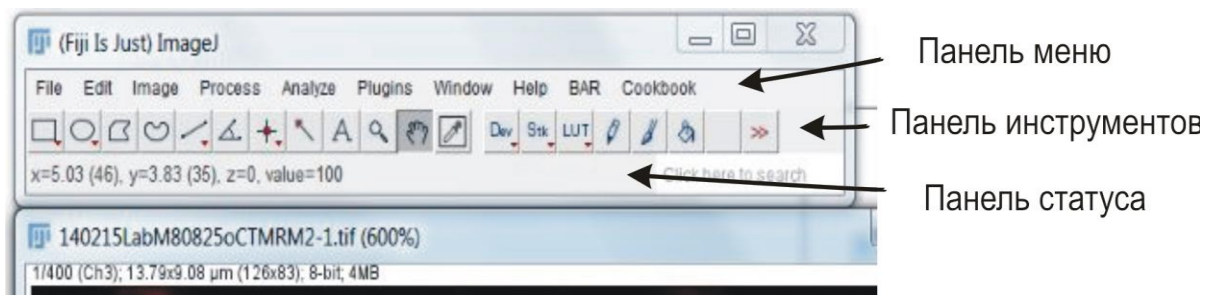 (Fiji Is Just) ImageJ
Панель меню
File Edit Image Process Analyze Plugins Window Help BAR Cookbook
Dev Stk LUT A >>
Панель инструментов
x=5.03 (46), y=3.83 (35), z=0, value=100
Click here to search
Панель статуса
140215LabM80825oCTMRM2-1.tif (600%)
1/400 (Ch3); 13.79x9.08 µm (126x83); 8-bit; 4MB